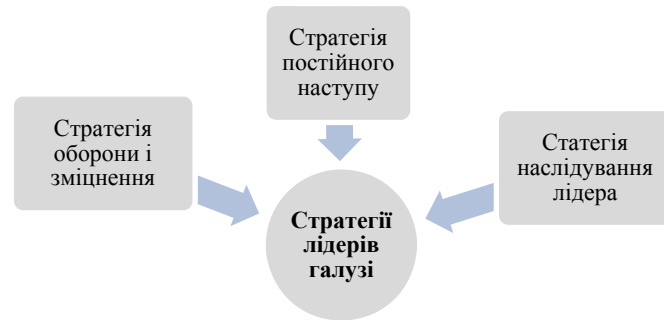 Стратегія
постійного
наступу
Стратегія
оборони і
зміцнення
Статегія
наслідування
лідера
Стратегії
лідерів
галузі